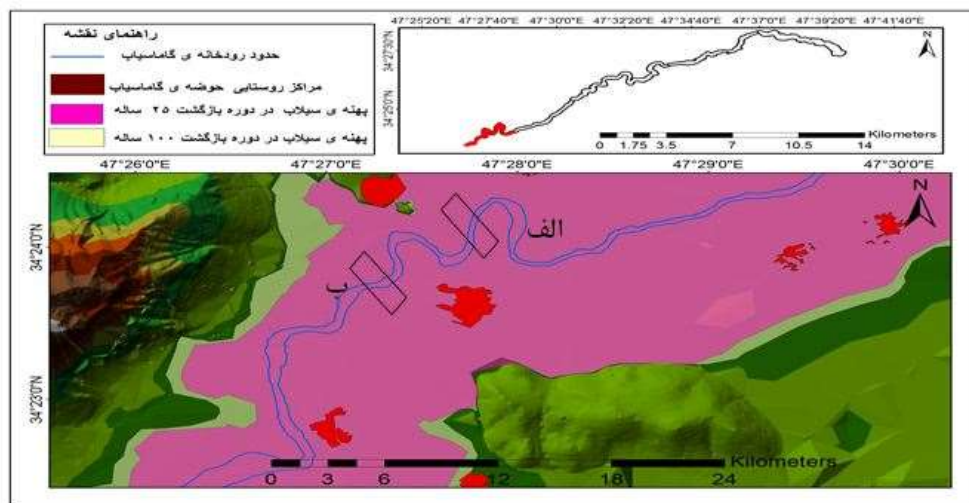 راهنمای نقشه
حدود رودخانه ی گاماسیاب
مراکز روستایی حوضه ی گاماسیاب
پهنه ی سیلاب در دوره بازگشت ۲۵ ساله
پهنه ی سیلاب در دوره بازگشت ۱۰۰ ساله
47°25'20"E 47°27'40"E 47°30'0"E 47°32'20"E 47°34'40"E 47°37'0"E 47°39'20"E 47°41'40"E
34°27'30"N
34°25'0"N
N
Kilometers
0 1.75 3.5 7 10.5 14
47°26'0"E 47°27'0"E 47°28'0"E 47°29'0"E 47°30'0"E
34°24'0"N
34°23'0"N
N
الف
ب
Kilometers
0 3 6 12 18 24